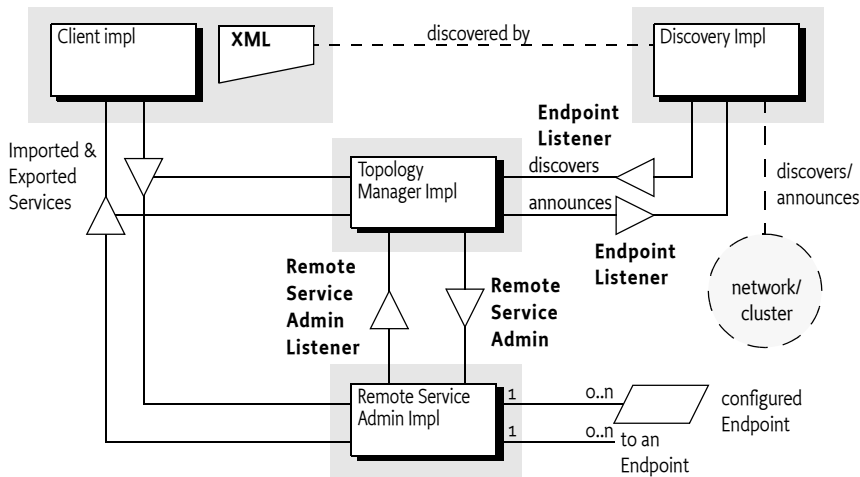 Client impl
XML
discovered by
Discovery Impl
Endpoint
Listener
Imported &
Exported
Services
Topology
Manager Impl
discovers
announces
discovers/
announces
Endpoint
Listener
Remote
Service
Admin
Listener
Remote
Service
Admin
network/
cluster
Remote Service
Admin Impl
1
0..n
configured
Endpoint
1
0..n
to an
Endpoint